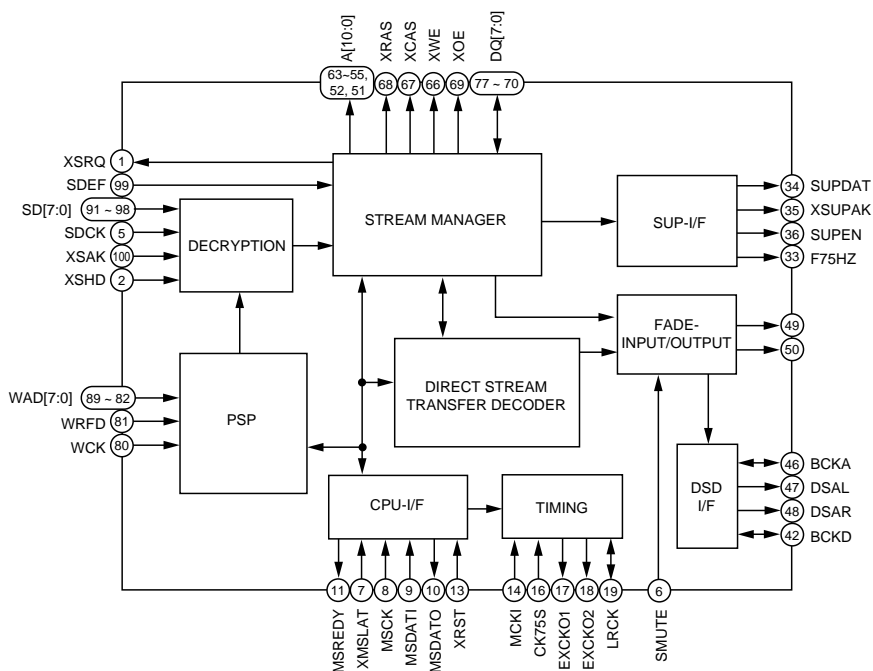 A[10:0]
XRAS
XCAS
XWE
XOE
DQ[7:0]
63~55,
52, 51
68
67
66
69
77 ~ 70
XSRQ
1
SDEF
99
SD[7:0]
91 ~ 98
SDCK
5
XSAK
100
XSHD
2
DECRYPTION
STREAM MANAGER
SUP-I/F
34
SUPDAT
35
XSUPAK
36
SUPEN
33
F75HZ
FADE-
INPUT/OUTPUT
49
50
WAD[7:0]
89 ~ 82
WRFD
81
WCK
80
PSP
DIRECT STREAM
TRANSFER DECODER
CPU-I/F
TIMING
DSD
I/F
46
BCKA
47
DSAL
48
DSAR
42
BCKD
11
7
8
9
10
13
14
16
17
18
19
6
MSREDY
XMSLAT
MSCK
MSDATI
MSDATO
XRST
MCKI
CK75S
EXCKO1
EXCKO2
LRCK
SMUTE